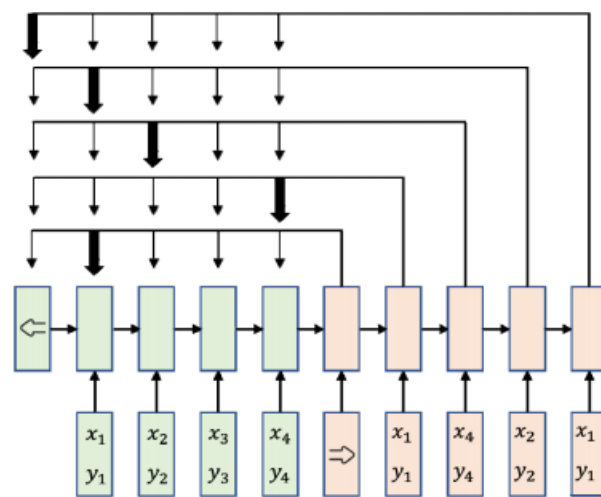 ⇐
x₁ x₂ x₃ x₄ ⇒ x₁ x₄ x₂ x₁
y₁ y₂ y₃ y₄ y₁ y₄ y₂ y₁